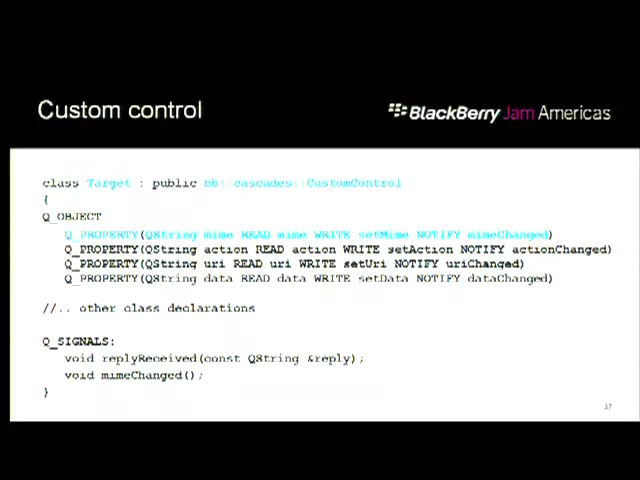 Custom control
BlackBerry Jam Americas
class Target : public bb::cascades::CustomControl
{
Q_OBJECT
Q_PROPERTY(QString mime READ mime WRITE setMime NOTIFY mimeChanged)
Q_PROPERTY(QString action READ action WRITE setAction NOTIFY actionChanged)
Q_PROPERTY(QString uri READ uri WRITE setUri NOTIFY uriChanged)
Q_PROPERTY(QString data READ data WRITE setData NOTIFY dataChanged)
//.. other class declarations
Q_SIGNALS:
void replyReceived(const QString &reply);
void mimeChanged();
}
37